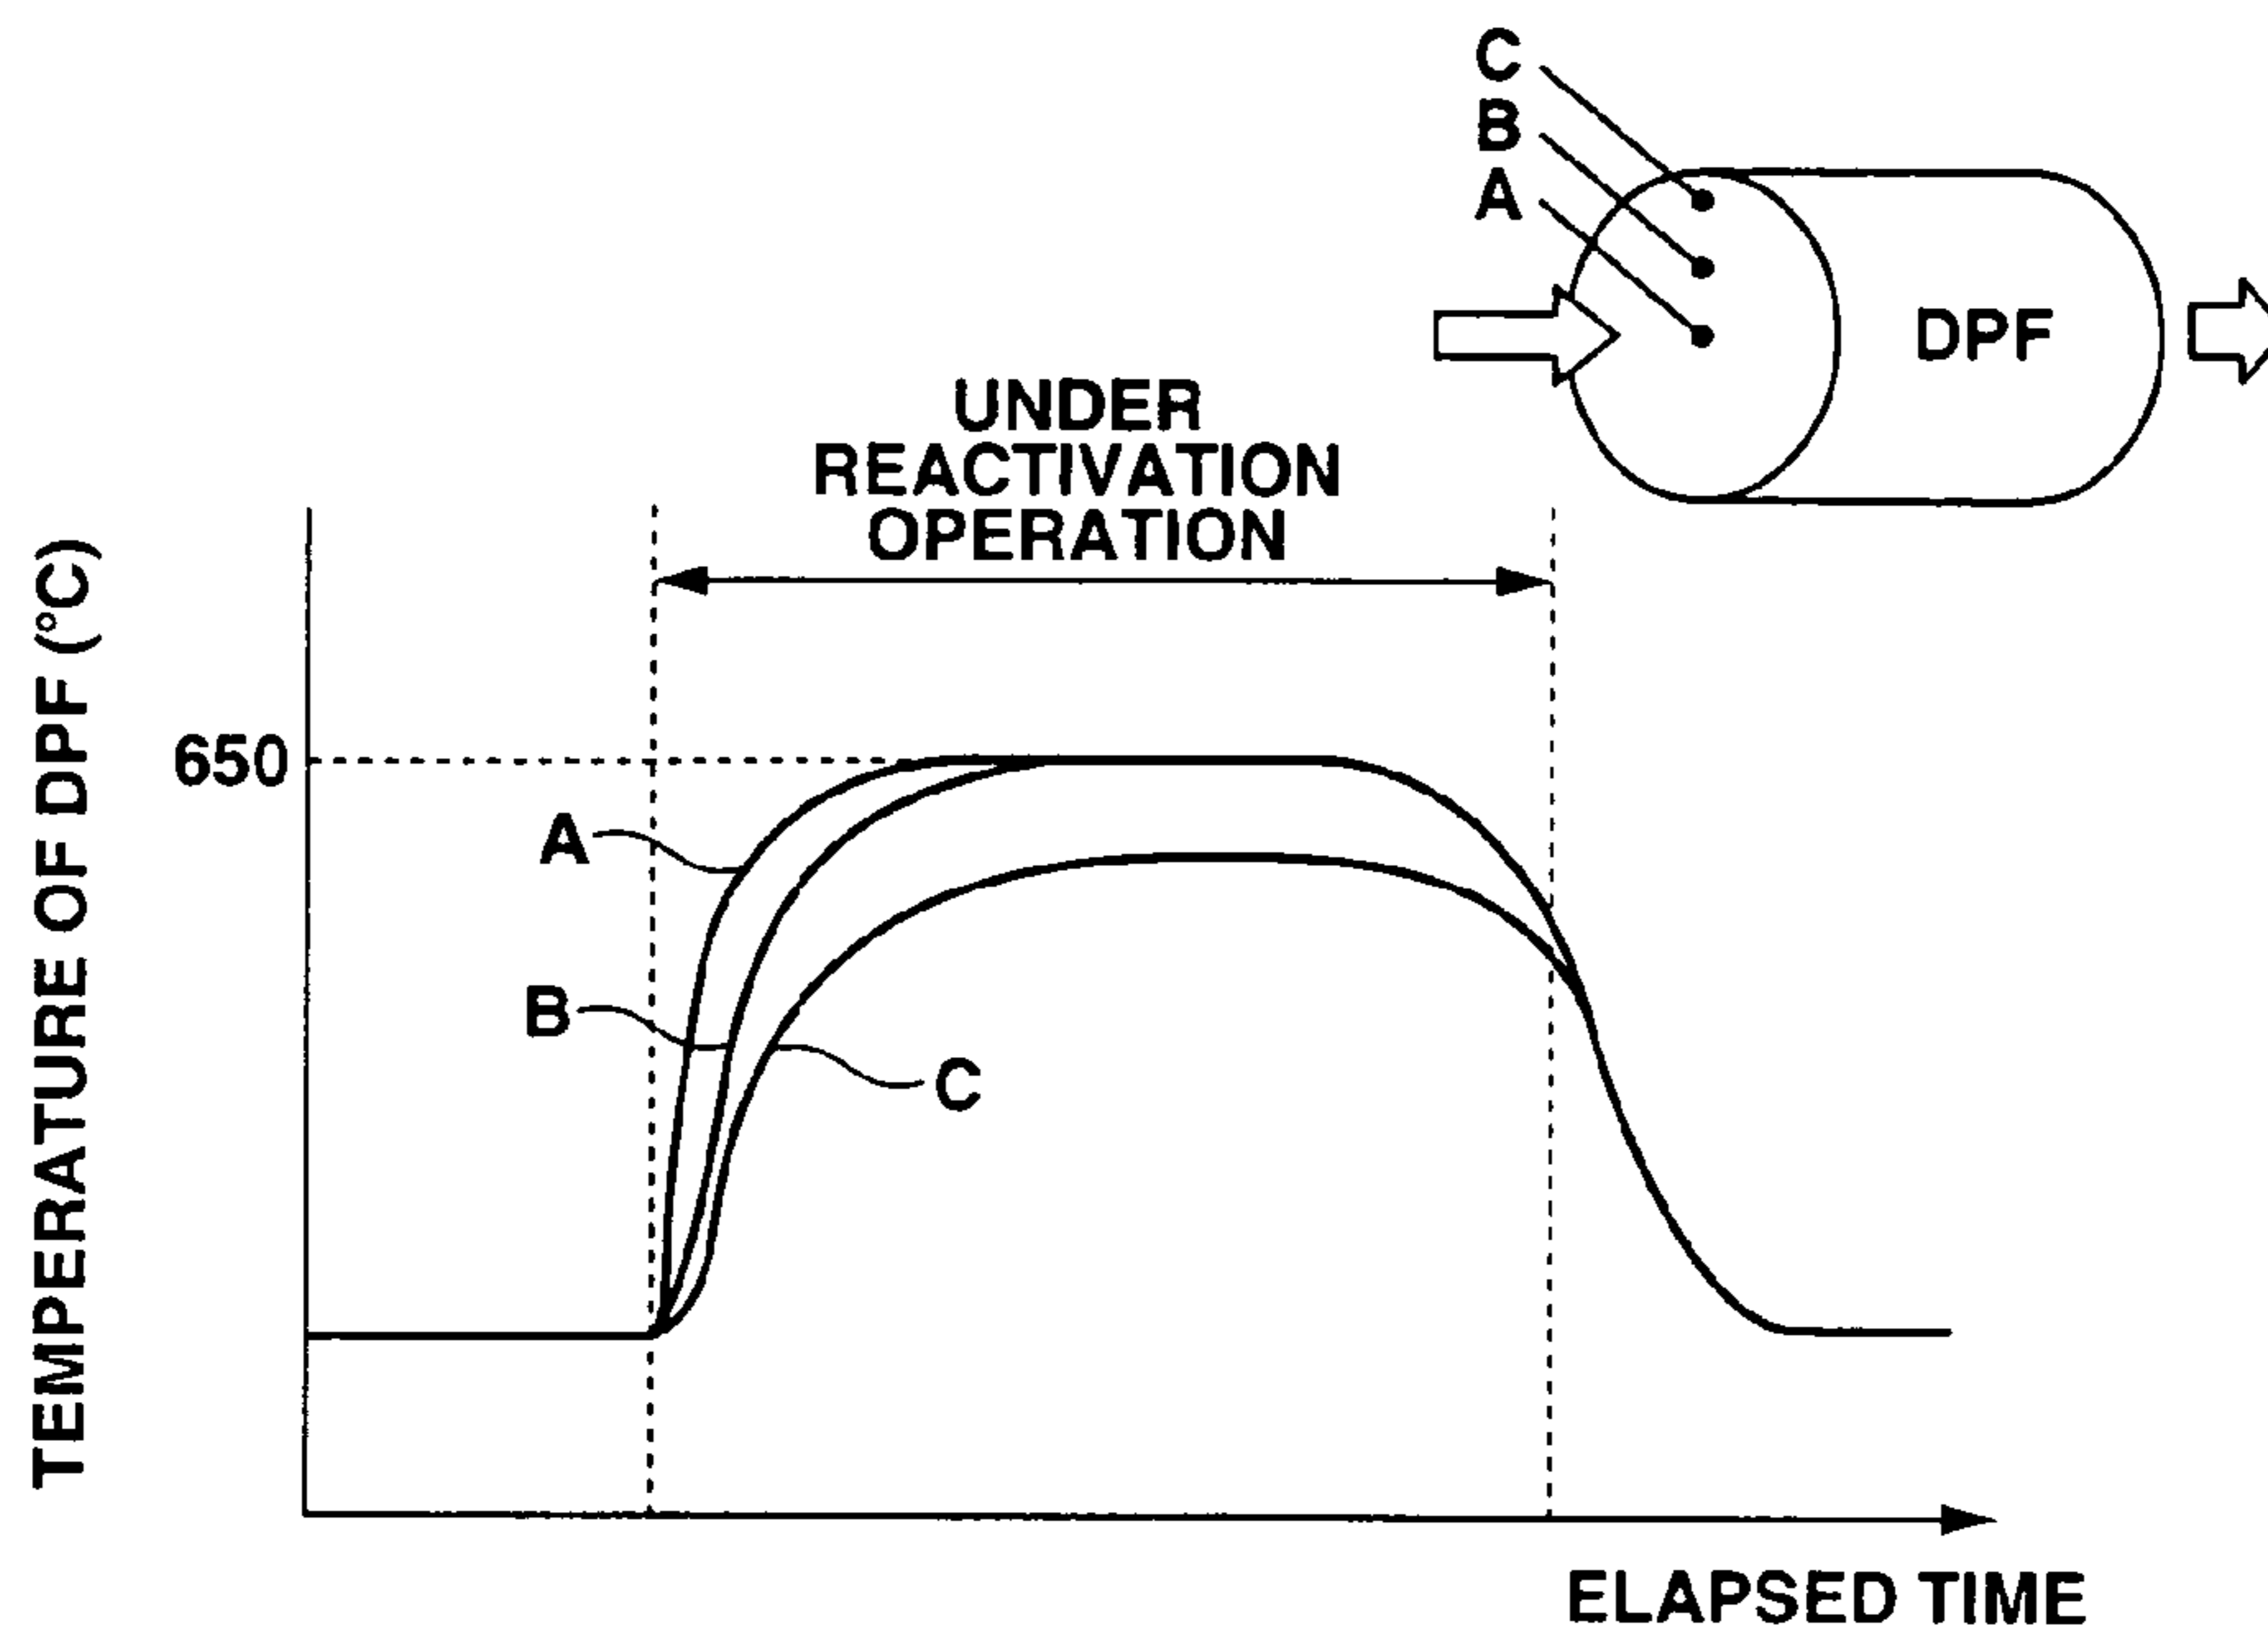 C
B
A
DPF
UNDER
REACTIVATION
OPERATION
TEMPERATURE OF DPF (°C)
650
A
B
C
ELAPSED TIME